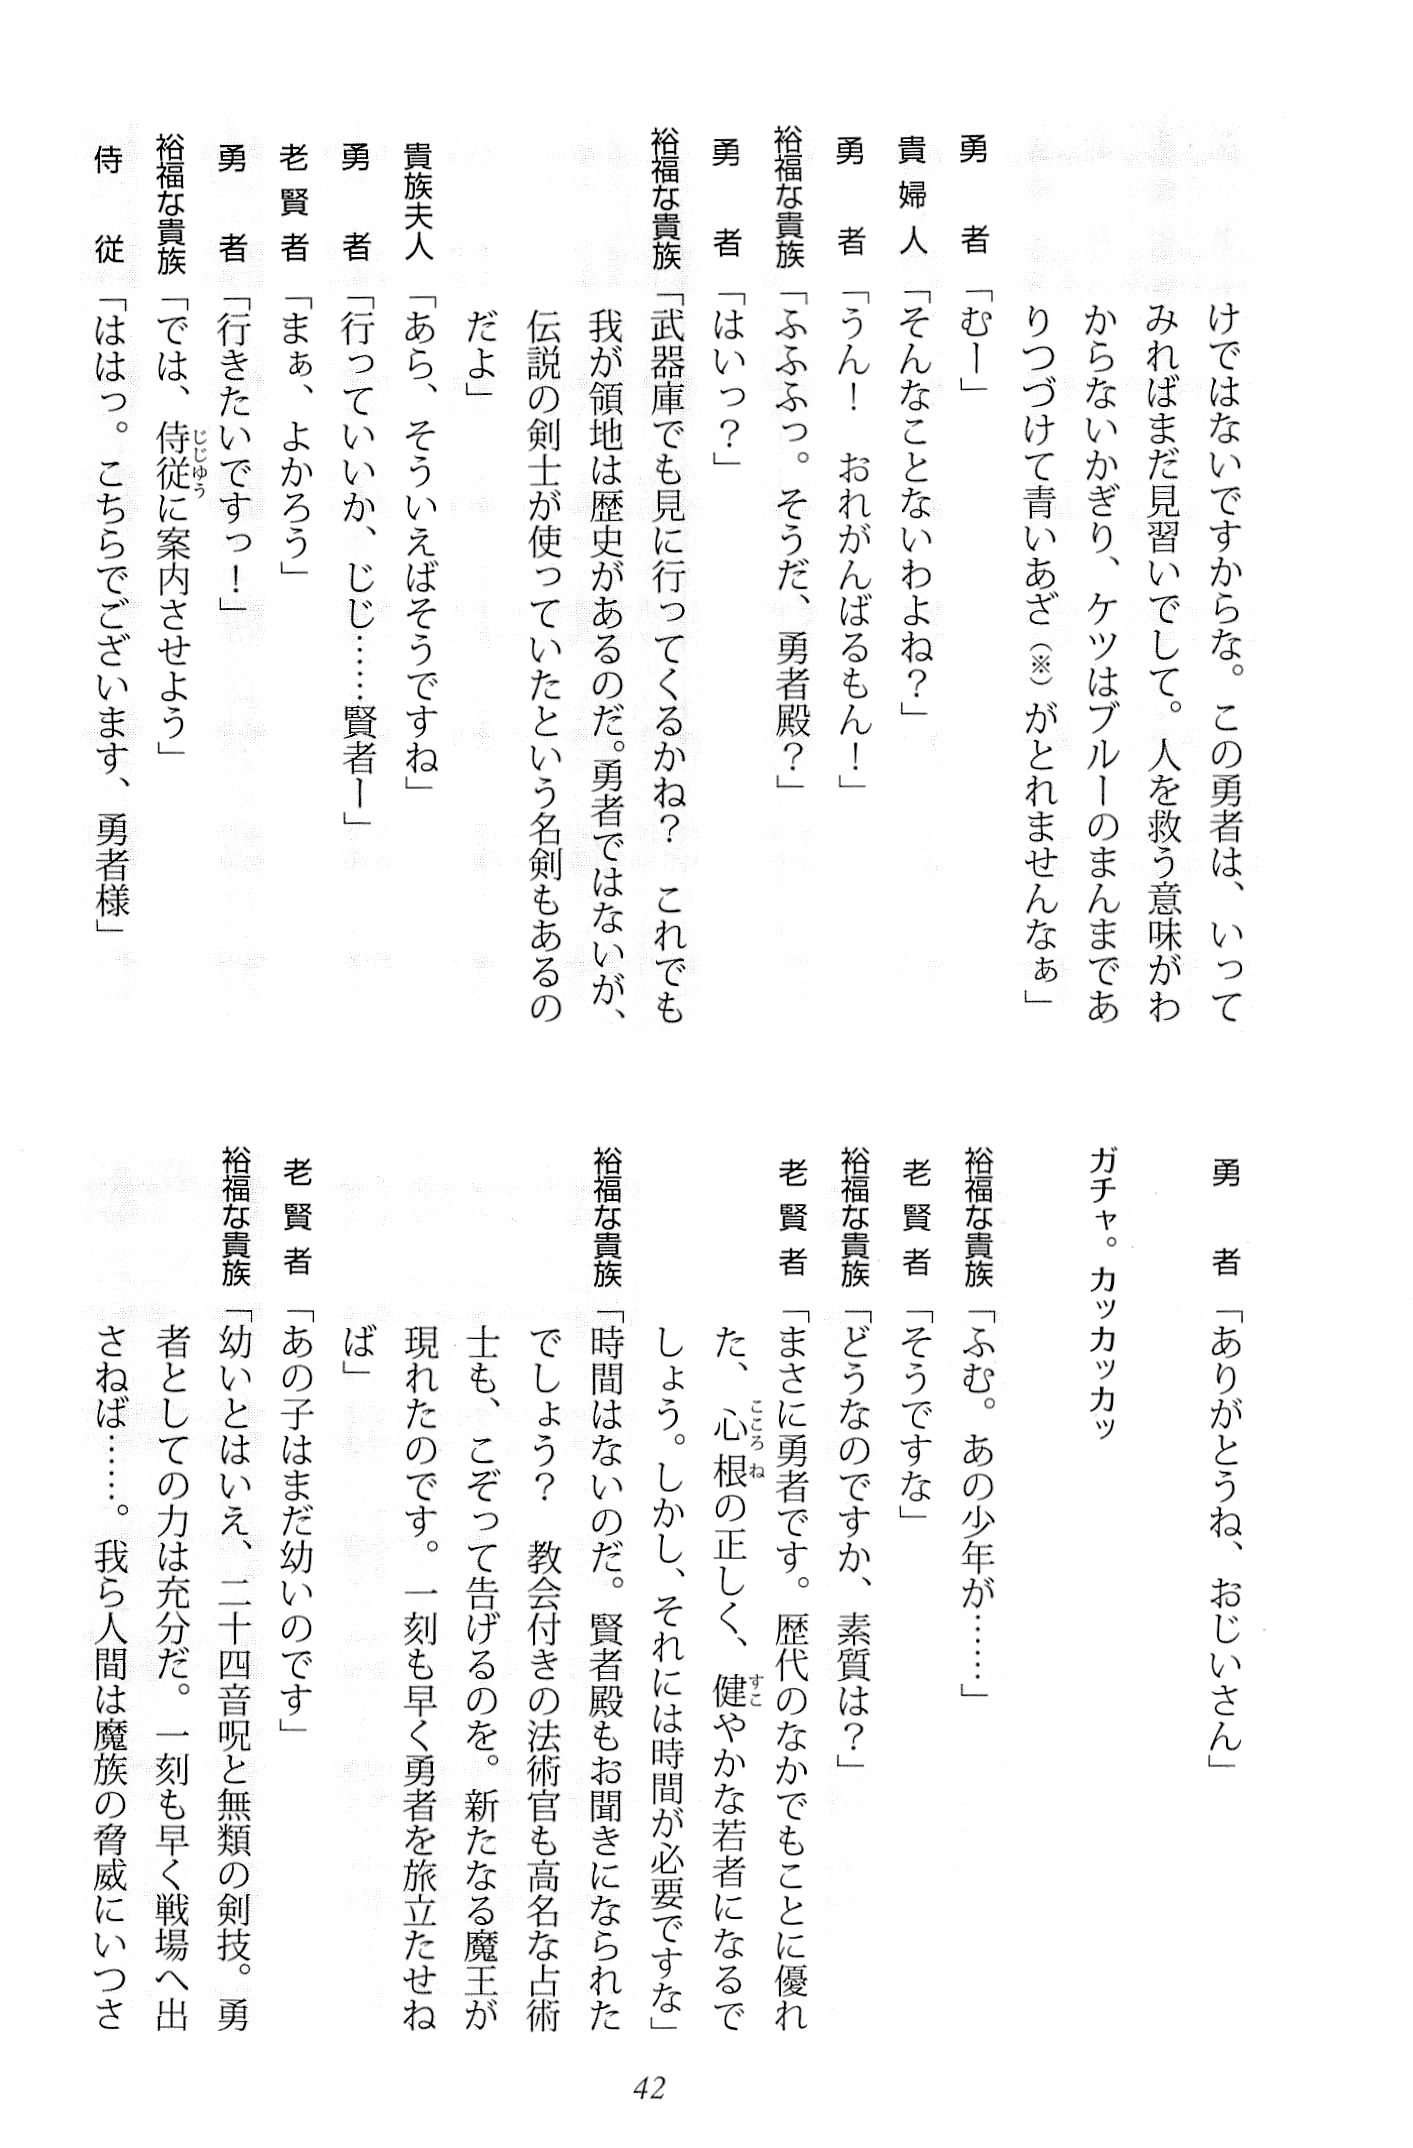 けではないですからな。この勇者は、いって
みればまだ見習いでして。人を救う意味がわ
からないかぎり、ケツはブルーのまんまであ
りつづけて青いあざ（※）がとれませんなぁ」
勇者「むー」
貴婦人「そんなことないわよね？」
勇者「うん！　おれがんばるもん！」
裕福な貴族「ふふふっ。そうだ、勇者殿？」
勇者「はいっ？」
裕福な貴族「武器庫でも見に行ってくるかね？　これでも
我が領地は歴史があるのだ。勇者ではないが、
伝説の剣士が使っていたという名剣もあるの
だよ」
貴族夫人「あら、そういえばそうですね」
勇者「行っていいか、じじ……賢者ー」
老賢者「まぁ、よかろう」
勇者「行きたいですっ！」
裕福な貴族「では、侍従に案内させよう」
侍従「ははっ。こちらでございます、勇者様」
勇者「ありがとうね、おじいさん」
ガチャ。カッカッカッ
裕福な貴族「ふむ。あの少年が……」
老賢者「そうですな」
裕福な貴族「どうなのですか、素質は？」
老賢者「まさに勇者です。歴代のなかでもことに優れ
た、心根の正しく、健やかな若者になるで
しょう。しかし、それには時間が必要ですな」
裕福な貴族「時間はないのだ。賢者殿もお聞きになられた
でしょう？　教会付きの法術官も高名な占術
士も、こぞって告げるのを。新たなる魔王が
現れたのです。一刻も早く勇者を旅立たせね
ば」
老賢者「あの子はまだ幼いのです」
裕福な貴族「幼いとはいえ、二十四音呪と無類の剣技。勇
者としての力は充分だ。一刻も早く戦場へ出
さねば……。我ら人間は魔族の脅威にいつさ
42